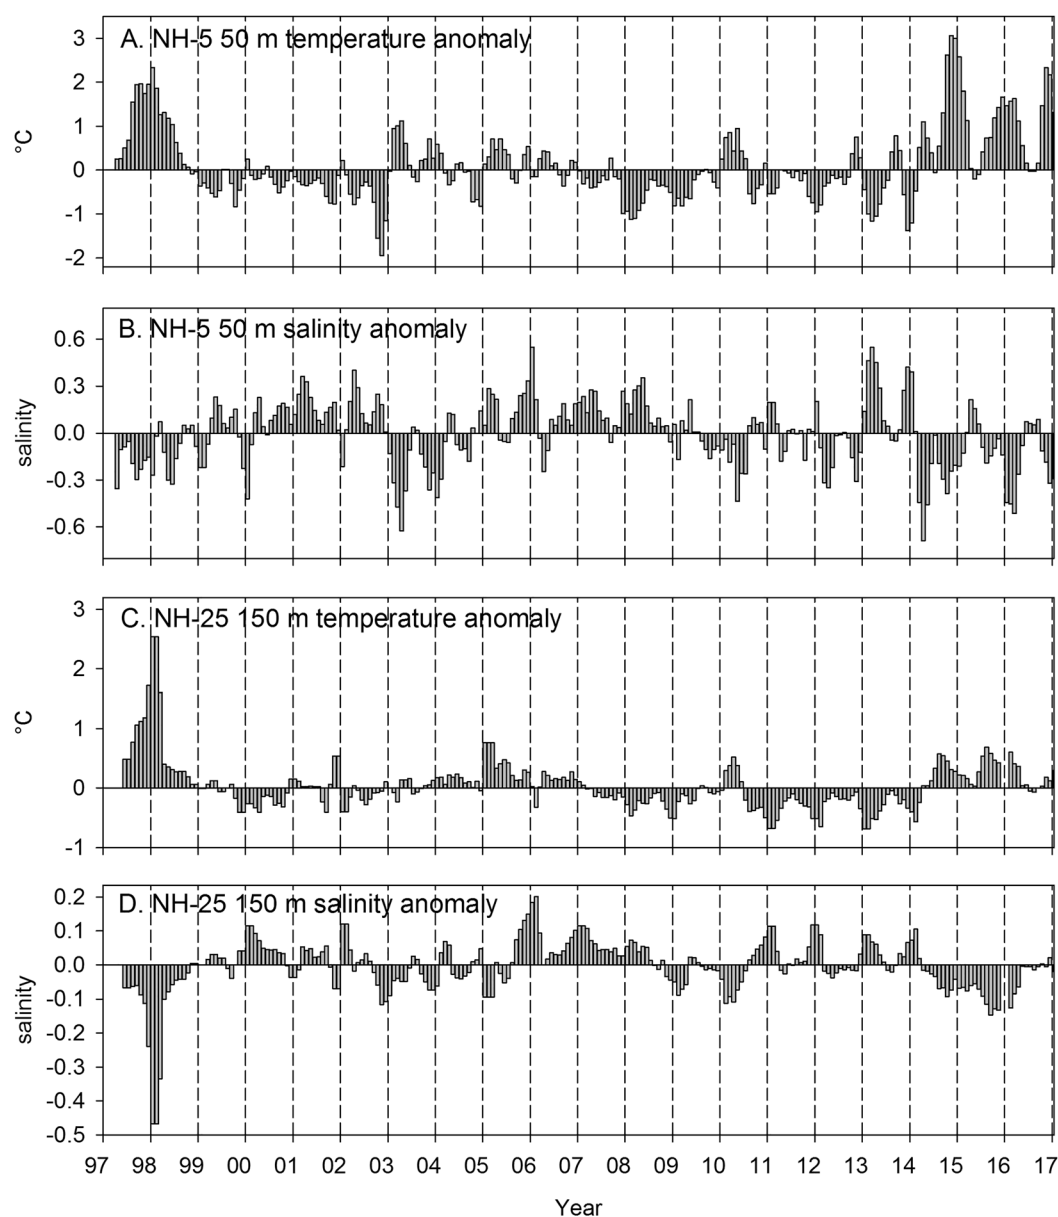 A. NH-5 50 m temperature anomaly
3
2
1
0
-1
-2
°C
B. NH-5 50 m salinity anomaly
0.6
0.3
0.0
-0.3
-0.6
salinity
C. NH-25 150 m temperature anomaly
3
2
1
0
-1
°C
D. NH-25 150 m salinity anomaly
0.2
0.1
0.0
-0.1
-0.2
-0.3
-0.4
-0.5
salinity
97 98 99 00 01 02 03 04 05 06 07 08 09 10 11 12 13 14 15 16 17
Year